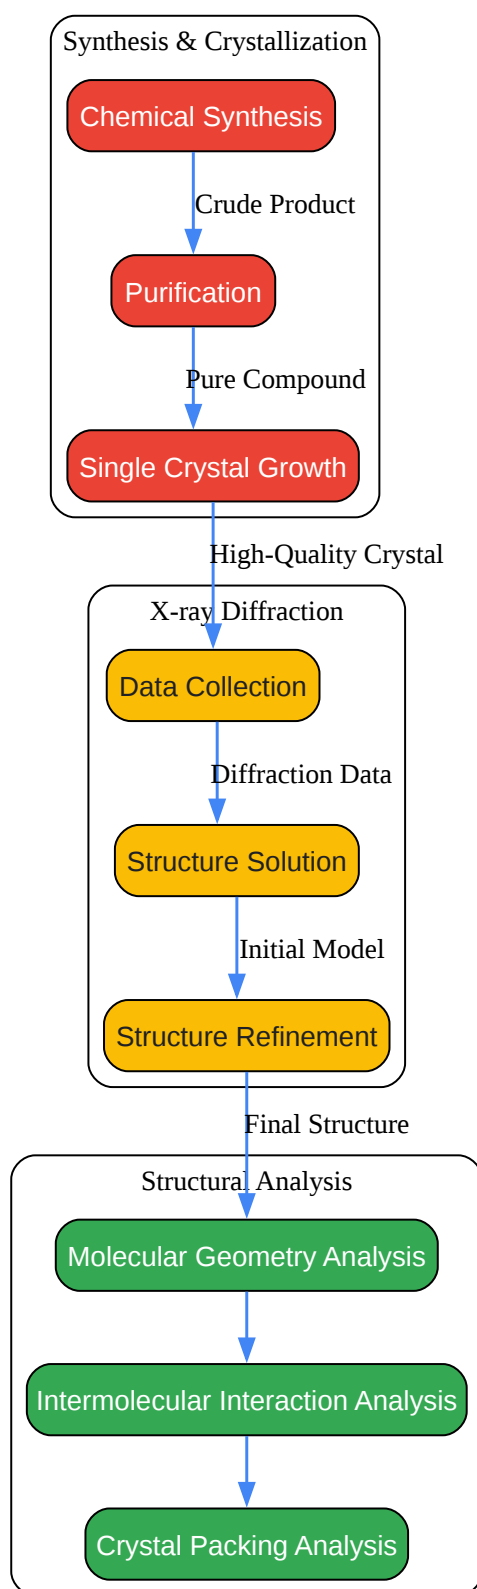 Synthesis & Crystallization
Chemical Synthesis
Crude Product
Purification
Pure Compound
Single Crystal Growth
High-Quality Crystal
X-ray Diffraction
Data Collection
Diffraction Data
Structure Solution
Initial Model
Structure Refinement
Final Structure
Structural Analysis
Molecular Geometry Analysis
Intermolecular Interaction Analysis
Crystal Packing Analysis